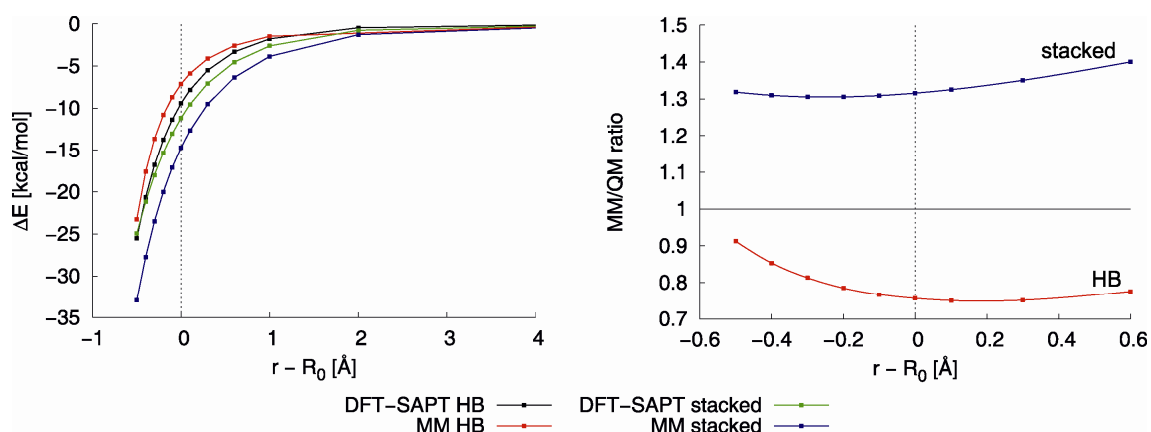 0
−5
−10
−15
−20
−25
−30
−35
ΔE [kcal/mol]
−1 0 1 2 3 4
r − R0 [Å]
1.5
1.4
1.3
1.2
1.1
1
0.9
0.8
0.7
MM/QM ratio
stacked
HB
−0.6 −0.4 −0.2 0 0.2 0.4 0.6
r − R0 [Å]
DFT−SAPT HB DFT−SAPT stacked
MM HB MM stacked